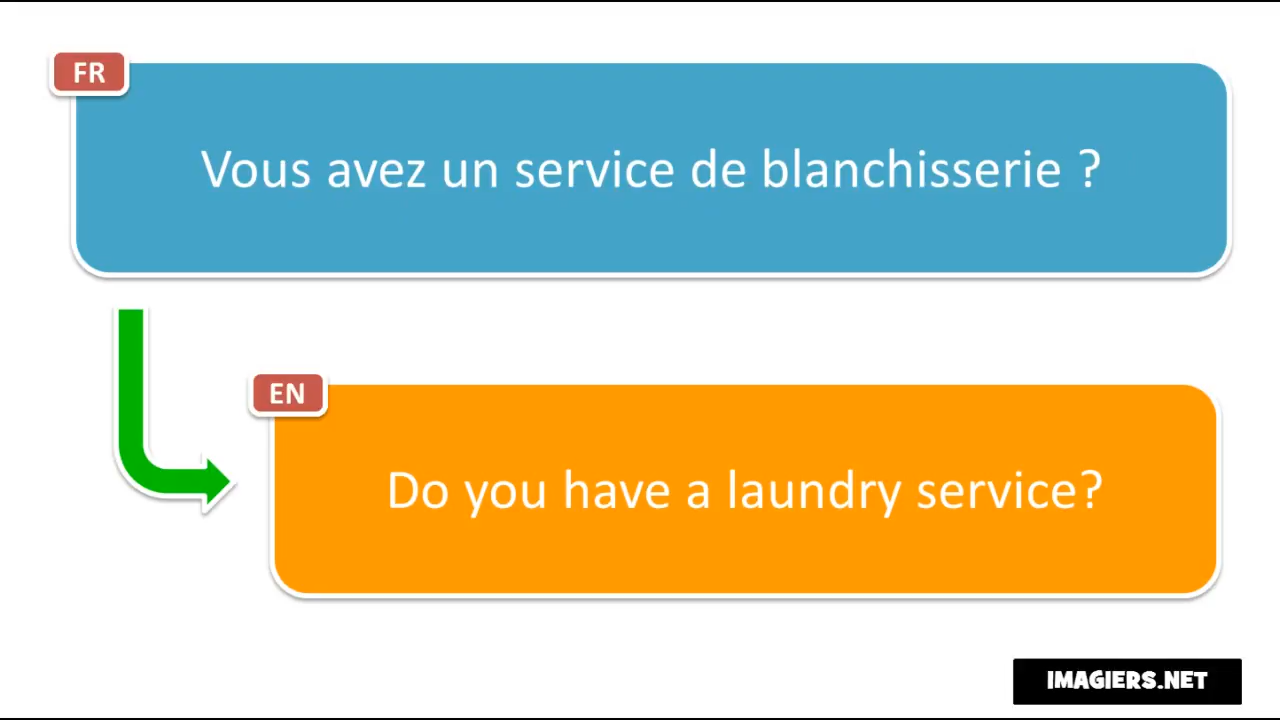 FR
Vous avez un service de blanchisserie ?
EN
Do you have a laundry service?
IMAGIERS.NET